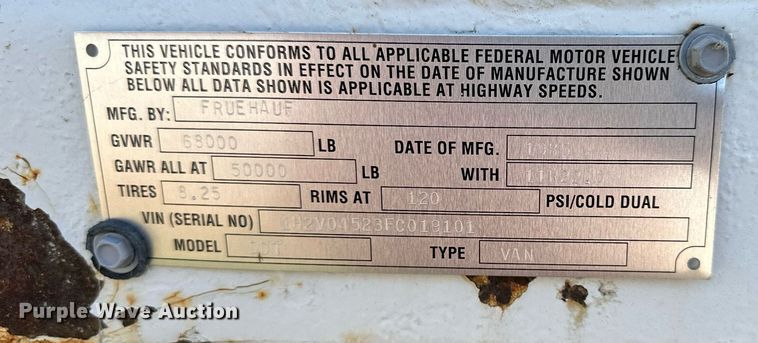 THIS VEHICLE CONFORMS TO ALL APPLICABLE FEDERAL MOTOR VEHICLE
SAFETY STANDARDS IN EFFECT ON THE DATE OF MANUFACTURE SHOWN
BELOW ALL DATA SHOWN IS APPLICABLE AT HIGHWAY SPEEDS.
MFG. BY: FRUEHAUF
GVWR 68000 LB DATE OF MFG.
GAWR ALL AT 50000 LB WITH
TIRES 8.25 RIMS AT 120 PSI/COLD DUAL
VIN (SERIAL NO)
MODEL TYPE VAN
Purple Wave Auction